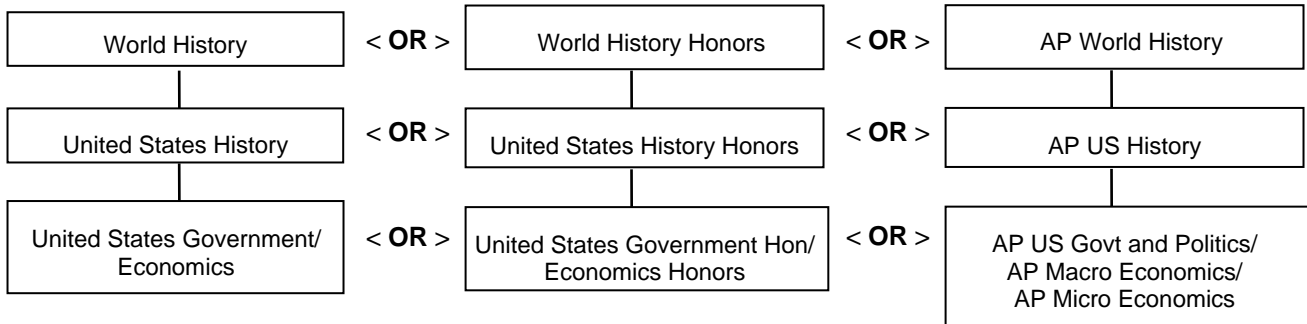 World History < OR > World History Honors < OR > AP World History
United States History < OR > United States History Honors < OR > AP US History
United States Government/
Economics
< OR >
United States Government Hon/
Economics Honors
< OR >
AP US Govt and Politics/
AP Macro Economics/
AP Micro Economics